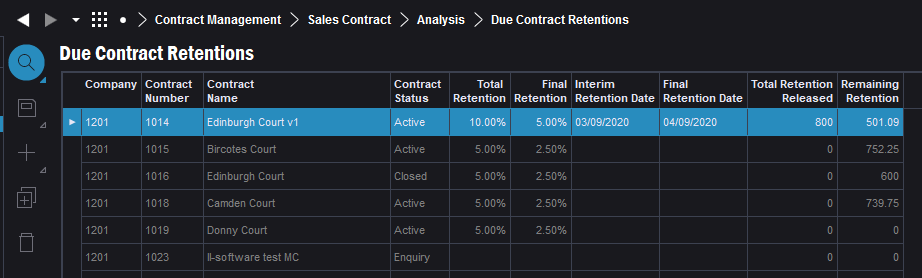 Contract Management > Sales Contract > Analysis > Due Contract Retentions
Due Contract Retentions
Company Contract Number Contract Name Contract Status Total Retention Final Retention Interim Retention Date Final Retention Date Total Retention Released Remaining Retention
1201 1014 Edinburgh Court v1 Active 10.00% 5.00% 03/09/2020 04/09/2020 800 501.09
1201 1015 Bircotes Court Active 5.00% 2.50% 0 752.25
1201 1016 Edinburgh Court Closed 5.00% 2.50% 0 600
1201 1018 Camden Court Active 5.00% 2.50% 0 739.75
1201 1019 Donny Court Active 5.00% 2.50% 0 0
1201 1023 II-software test MC Enquiry 0 0